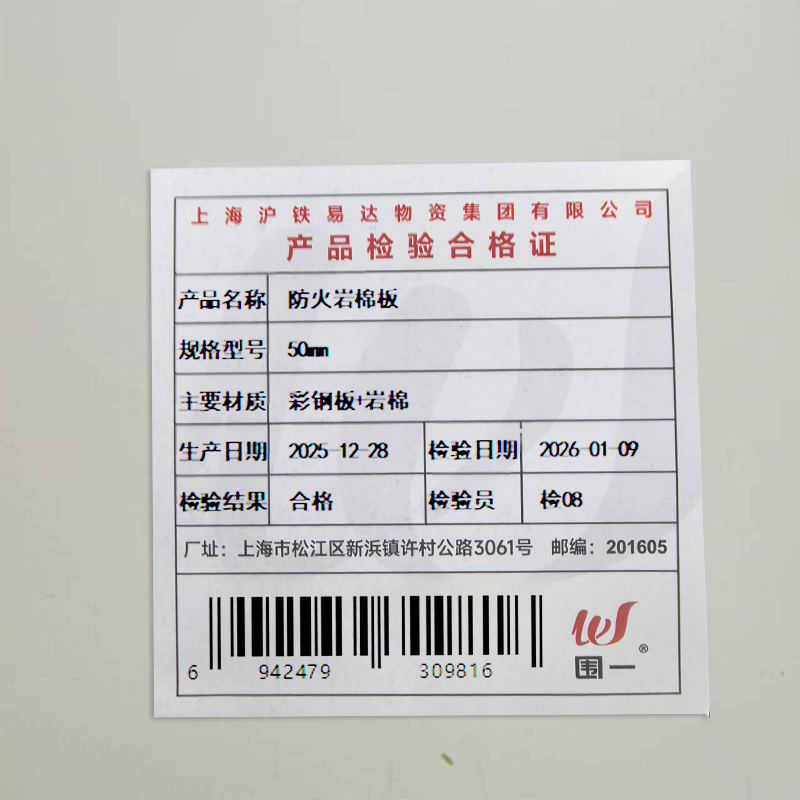 上海沪铁易达物资集团有限公司
产品检验合格证
产品名称 防火岩棉板
规格型号 50mm
主要材质 彩钢板+岩棉
生产日期 2025-12-28 检验日期 2026-01-09
检验结果 合格 检验员 检08
厂址：上海市松江区新浜镇许村公路3061号 邮编：201605
6 942479 309816
围一®